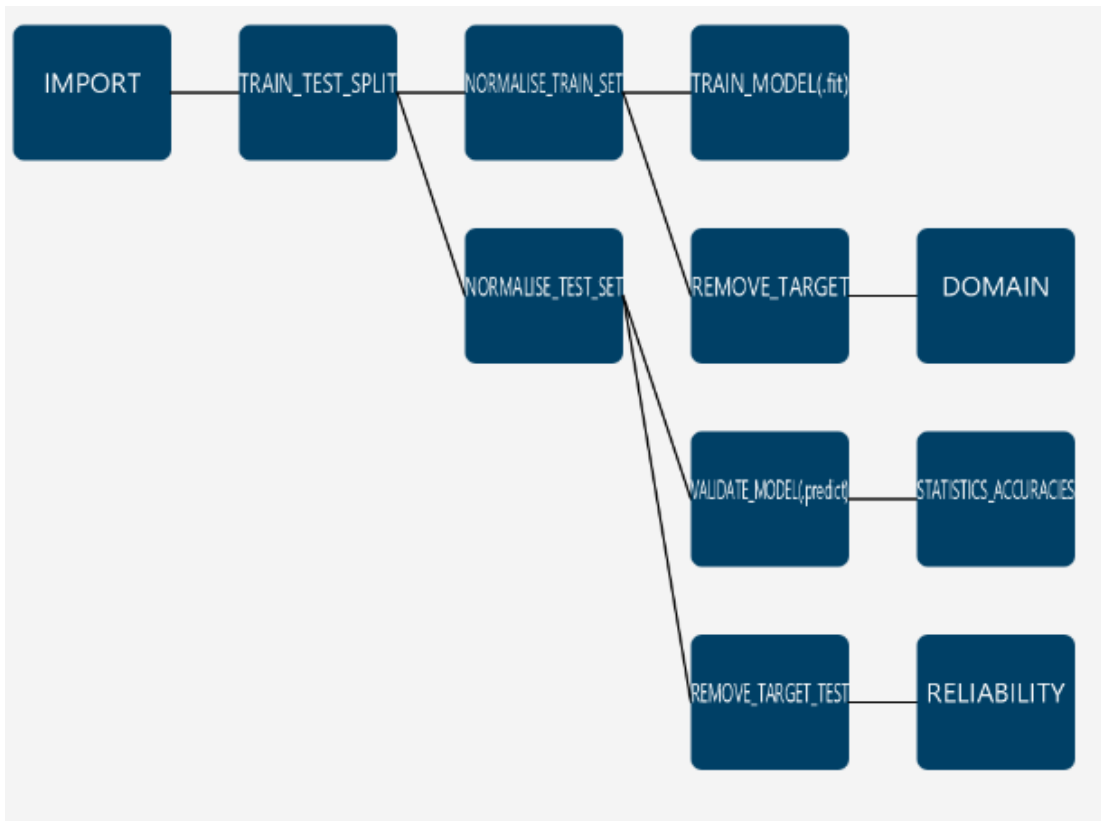 IMPORT
TRAIN_TEST_SPLIT
NORMALISE_TRAIN_SET
TRAIN_MODEL(.fit)
NORMALISE_TEST_SET
REMOVE_TARGET
DOMAIN
VALIDATE_MODEL(.predict)
STATISTICS_ACCURACIES
REMOVE_TARGET_TEST
RELIABILITY